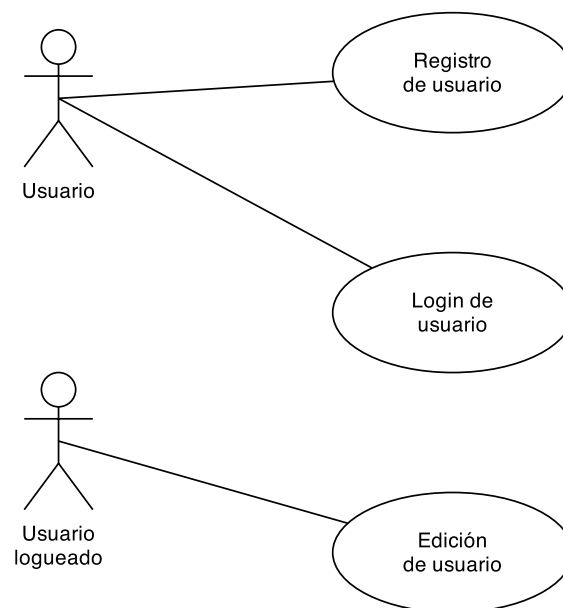 Registro
de usuario
Usuario
Login de
usuario
Usuario
logueado
Edición
de usuario